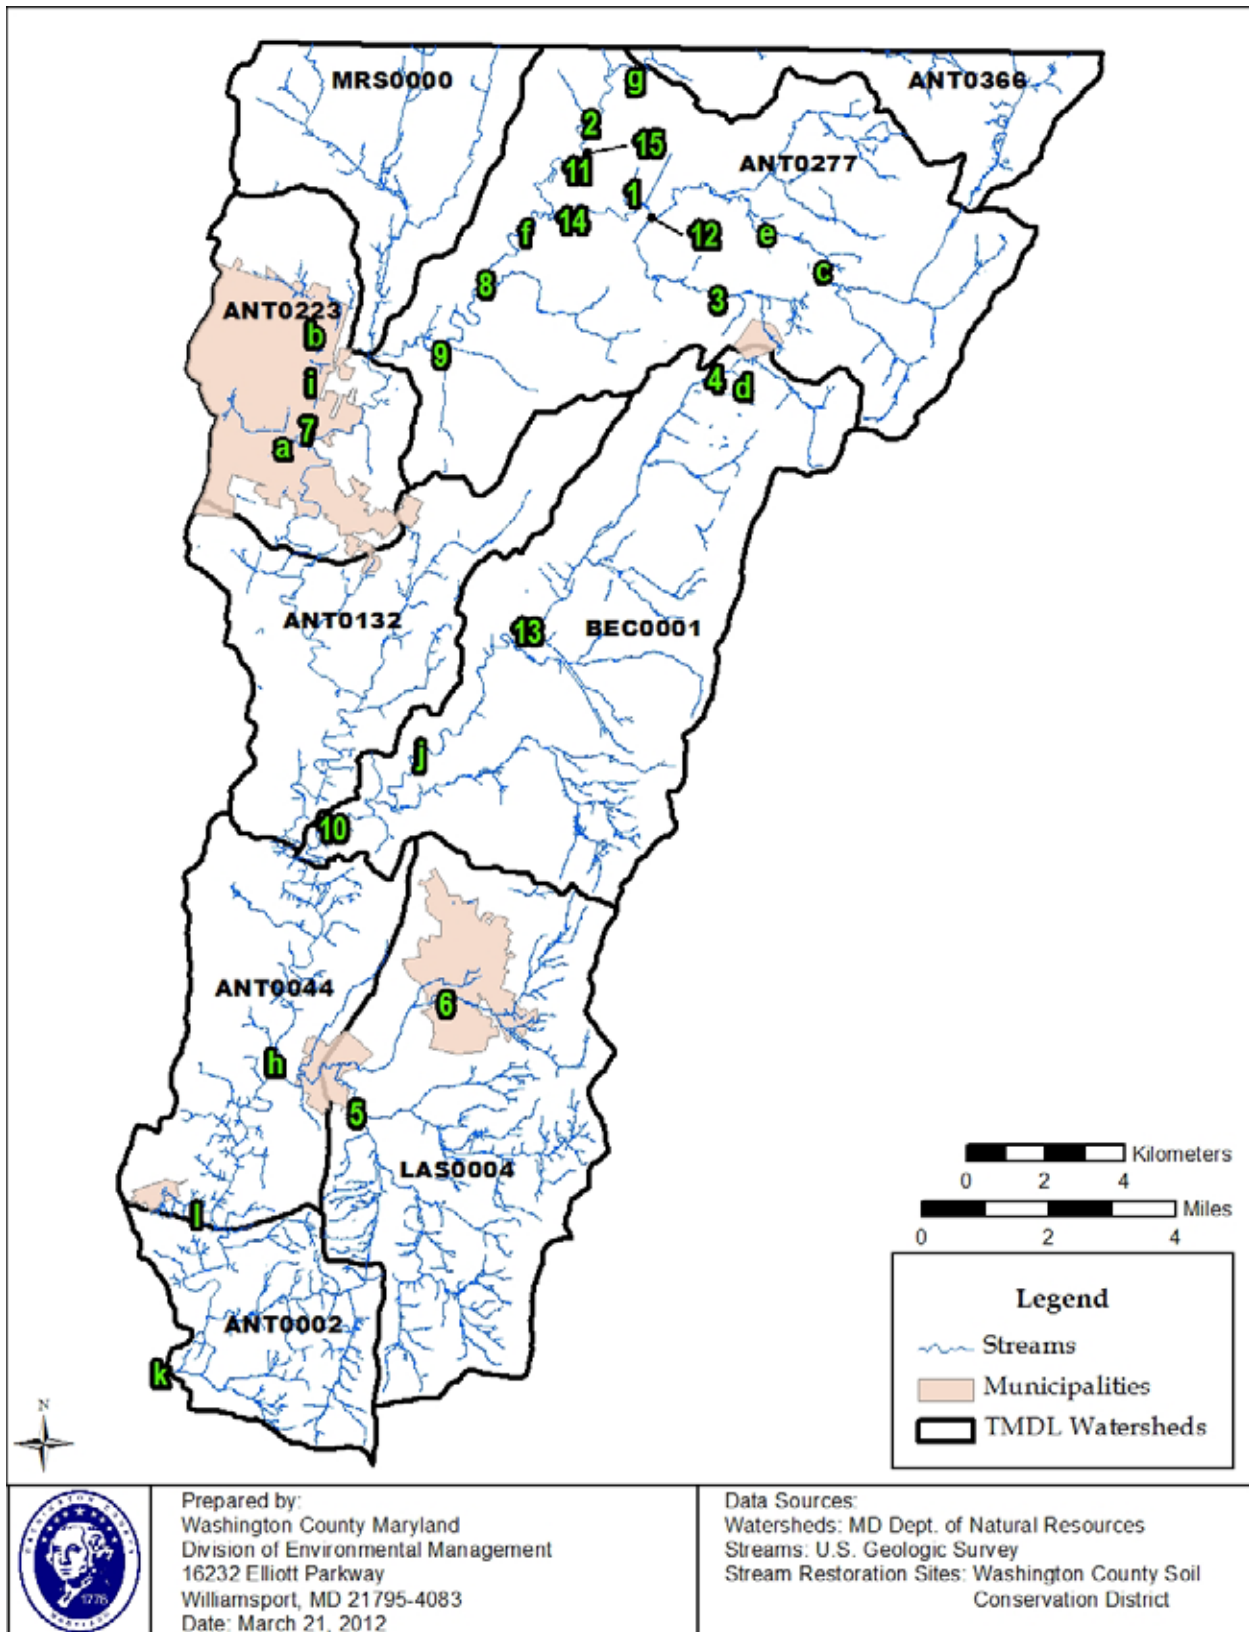 MRS0000
ANT0366
g
2
15
ANT0277
11
1
14
12
f
e
c
8
3
ANT0223
b
9
4
d
i
7
a
ANT0132
BEC0001
13
j
10
ANT0044
6
h
5
LAS0004
Kilometers
0 2 4
Miles
0 2 4
l
ANT0002
k
Legend
Streams
Municipalities
TMDL Watersheds
N
1776
Prepared by:
Washington County Maryland
Division of Environmental Management
16232 Elliott Parkway
Williamsport, MD 21795-4083
Date: March 21, 2012
Data Sources:
Watersheds: MD Dept. of Natural Resources
Streams: U.S. Geologic Survey
Stream Restoration Sites: Washington County Soil
Conservation District